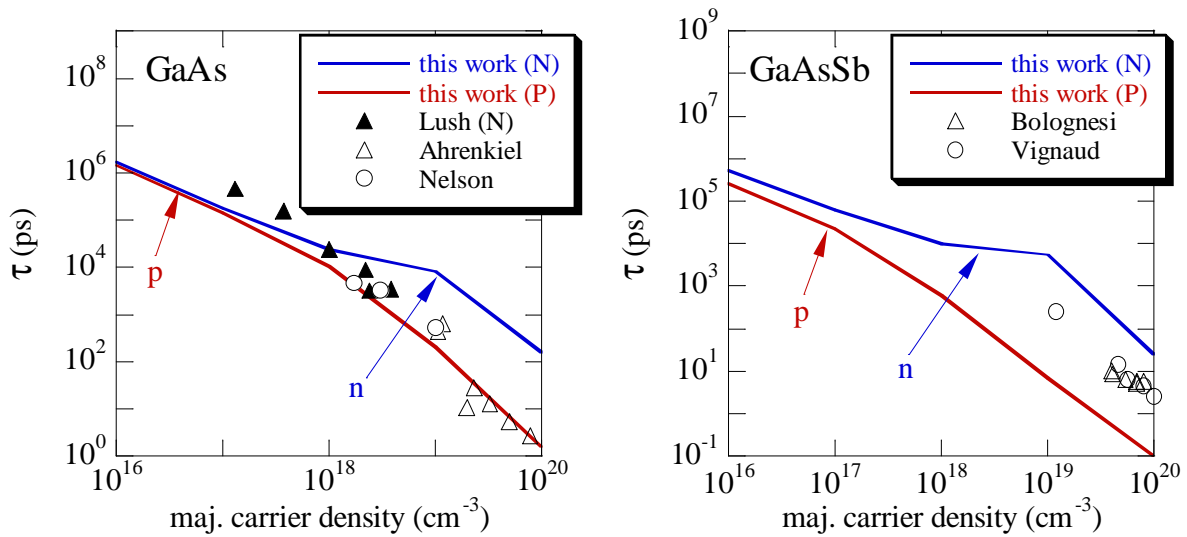 GaAs
this work (N)
this work (P)
Lush (N)
Ahrenkiel
Nelson
10^8
10^6
10^4
10^2
10^0
τ (ps)
p
n
10^16
10^18
10^20
maj. carrier density (cm^-3)
GaAsSb
this work (N)
this work (P)
Bolognesi
Vignaud
10^9
10^7
10^5
10^3
10^1
10^-1
τ (ps)
p
n
10^16
10^17
10^18
10^19
10^20
maj. carrier density (cm^-3)